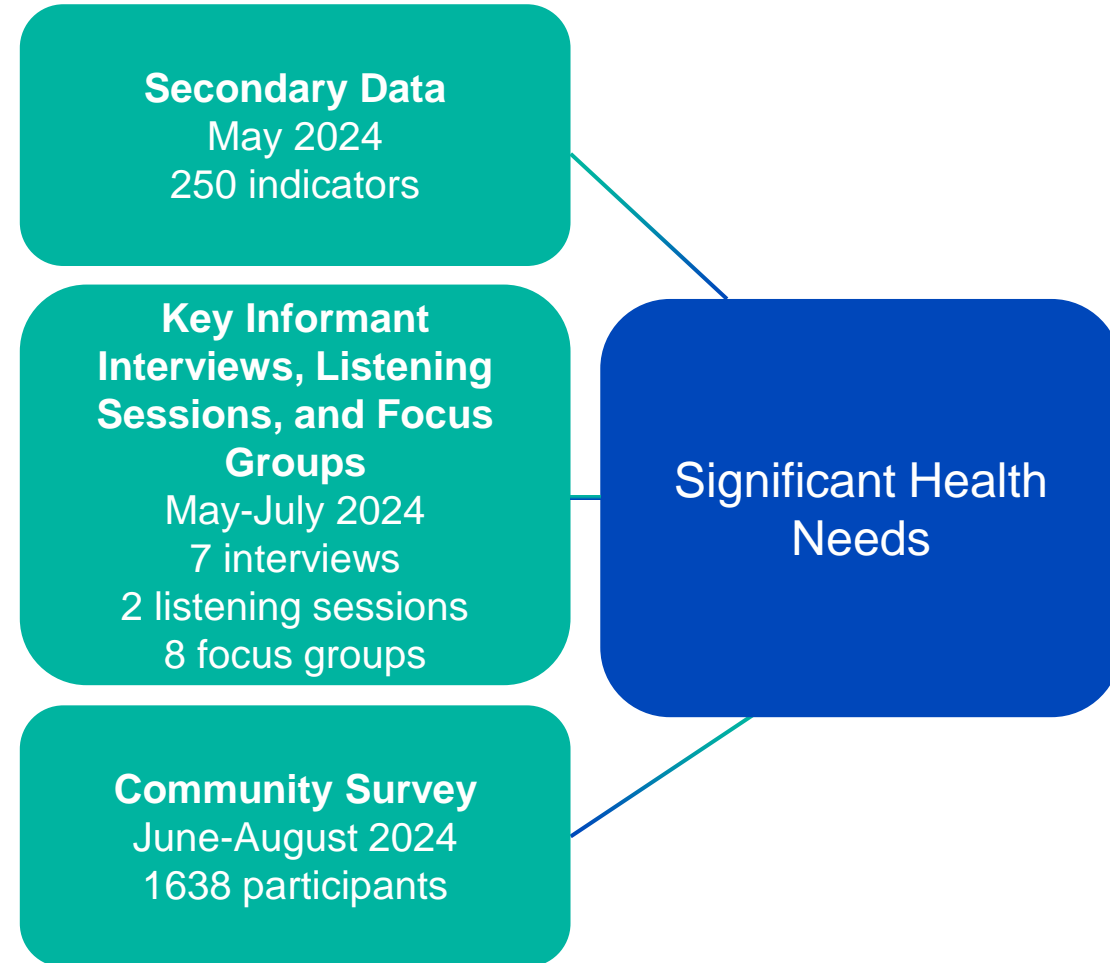 Secondary Data
May 2024
250 indicators
Key Informant
Interviews, Listening
Sessions, and Focus
Groups
May-July 2024
7 interviews
2 listening sessions
8 focus groups
Community Survey
June-August 2024
1638 participants
Significant Health
Needs